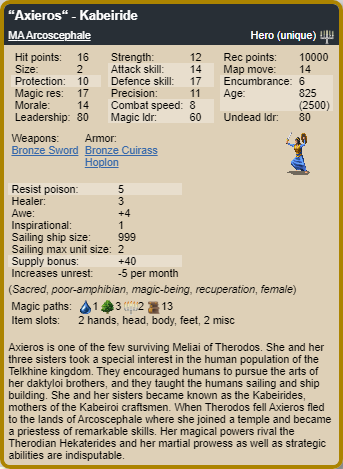 “Axieros“ - Kabeiride
MA Arcoscephale Hero (unique)
Hit points: 16 Strength: 12 Rec points: 10000
Size: 2 Attack skill: 14 Map move: 14
Protection: 10 Defence skill: 17 Encumbrance: 6
Magic res: 17 Precision: 11 Age: 825
Morale: 14 Combat speed: 8 (2500)
Leadership: 80 Magic ldr: 60 Undead ldr: 80
Weapons: Armor:
Bronze Sword Bronze Cuirass
Hoplon
Resist poison: 5
Healer: 3
Awe: +4
Inspirational: 1
Sailing ship size: 999
Sailing max unit size: 2
Supply bonus: +40
Increases unrest: -5 per month
(Sacred, poor-amphibian, magic-being, recuperation, female)
Magic paths: 1 3 2 13
Item slots: 2 hands, head, body, feet, 2 misc
Axieros is one of the few surviving Meliai of Therodos. She and her
three sisters took a special interest in the human population of the
Telkhine kingdom. They encouraged humans to pursue the arts of
her daktyloi brothers, and they taught the humans sailing and ship
building. She and her sisters became known as the Kabeirides,
mothers of the Kabeiroi craftsmen. When Therodos fell Axieros fled
to the lands of Arcoscephale where she joined a temple and became
a priestess of remarkable skills. Her magical powers rival the
Therodian Hekaterides and her martial prowess as well as strategic
abilities are indisputable.